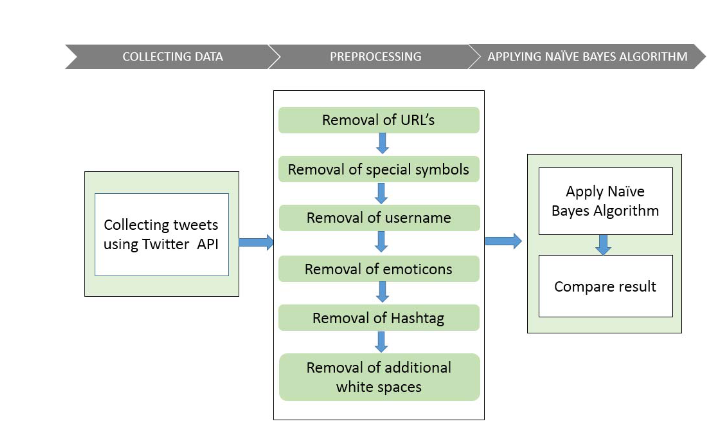 COLLECTING DATA
PREPROCESSING
APPLYING NAÏVE BAYES ALGORITHM
Collecting tweets
using Twitter API
Removal of URL's
Removal of special symbols
Removal of username
Removal of emoticons
Removal of Hashtag
Removal of additional
white spaces
Apply Naïve
Bayes Algorithm
Compare result